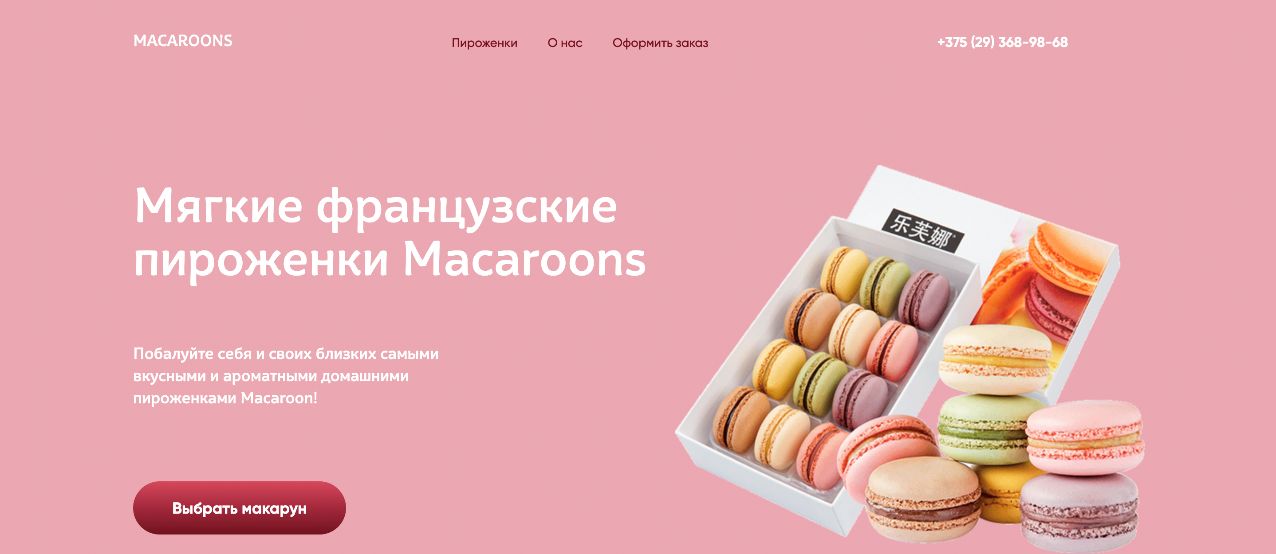 MACAROONS
Пироженки
О нас
Оформить заказ
+375 (29) 368-98-68
Мягкие французские
пироженки Macaroons
Побалуйте себя и своих близких самыми
вкусными и ароматными домашними
пироженками Macaroon!
乐芙娜
Выбрать макарун